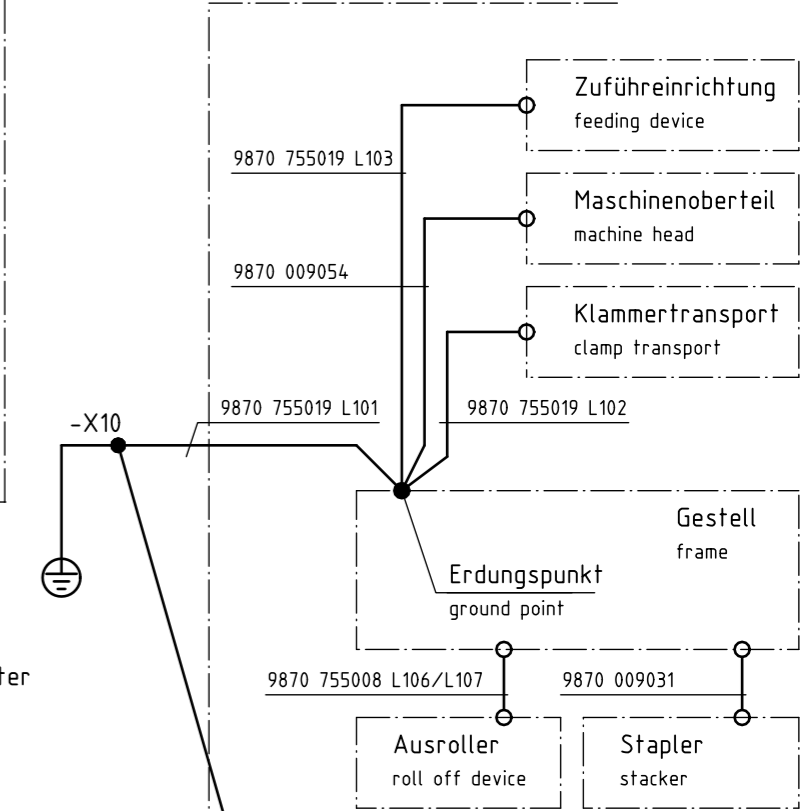 Zuführeinrichtung
feeding device
9870 755019 L103
Maschinenoberteil
machine head
9870 009054
Klammertransport
clamp transport
9870 755019 L101
9870 755019 L102
-X10
Gestell
frame
Erdungspunkt
ground point
ter
9870 755008 L106/L107
9870 009031
Ausroller
roll off device
Stapler
stacker